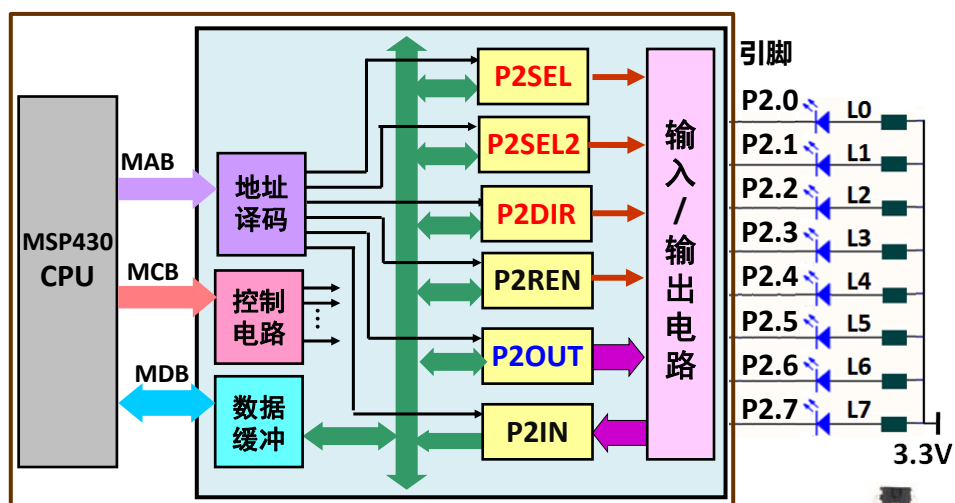 MSP430
CPU
MAB
MCB
MDB
地址
译码
控制
电路
数据
缓冲
P2SEL
P2SEL2
P2DIR
P2REN
P2OUT
P2IN
输入/输出电路
引脚
P2.0 L0
P2.1 L1
P2.2 L2
P2.3 L3
P2.4 L4
P2.5 L5
P2.6 L6
P2.7 L7
3.3V